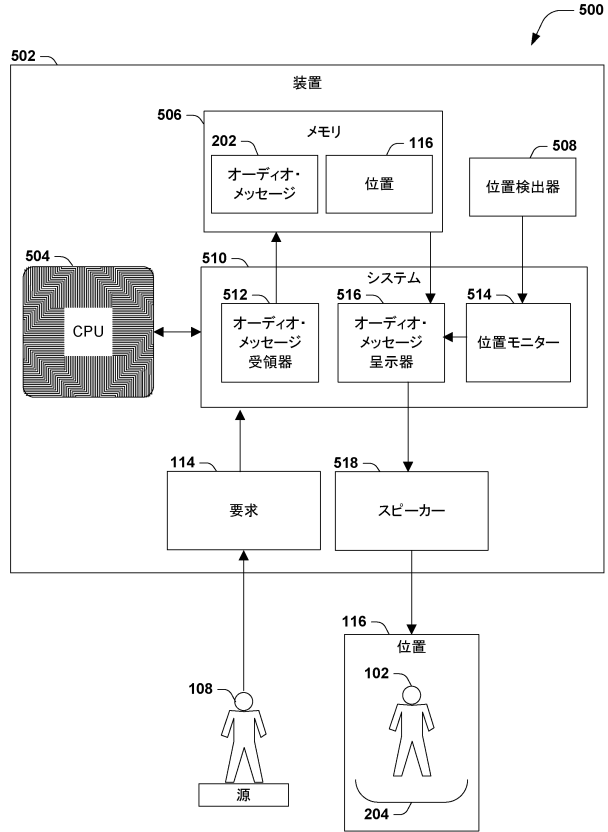 500
502
装置
506
メモリ
202
オーディオ・
メッセージ
116
位置
508
位置検出器
504
CPU
510
システム
512
オーディオ・
メッセージ
受領器
516
オーディオ・
メッセージ
呈示器
514
位置モニター
114
要求
518
スピーカー
116
位置
108
源
102
204